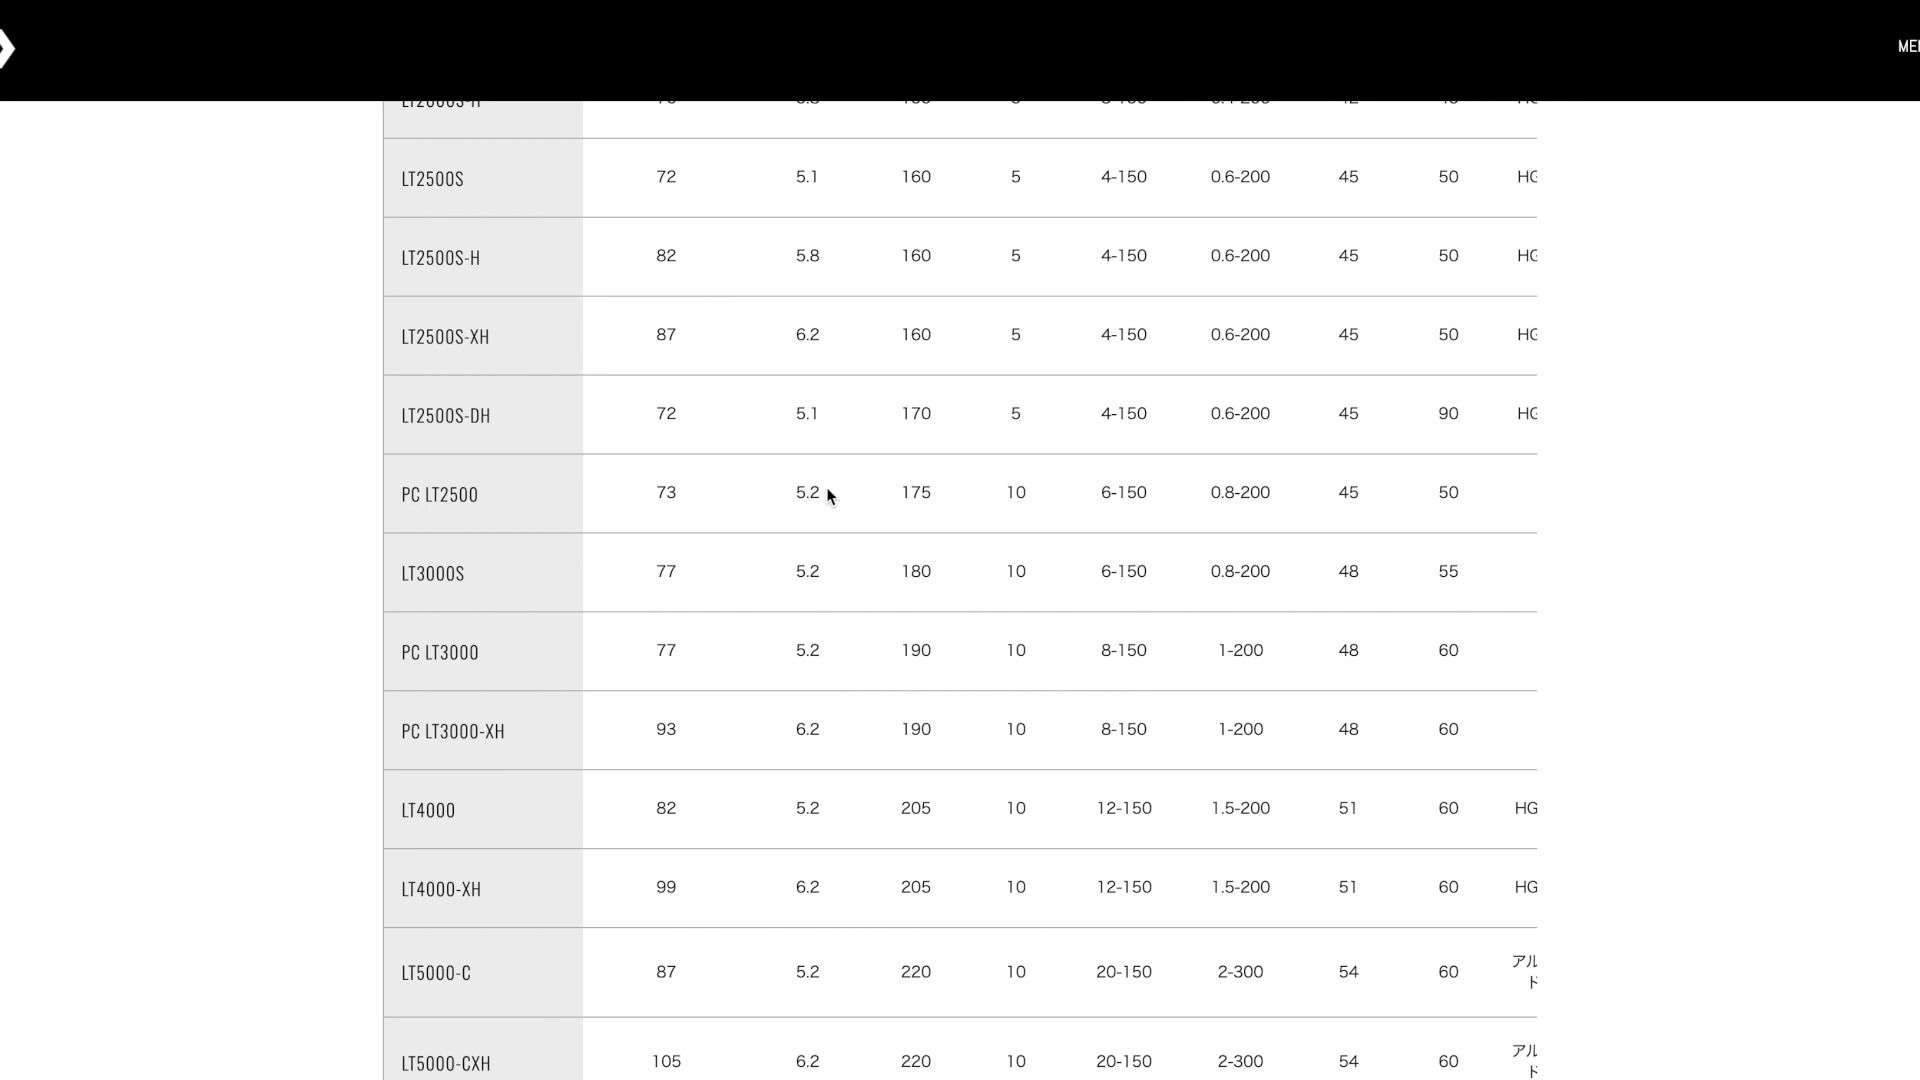 LT2500S 72 5.1 160 5 4-150 0.6-200 45 50 HG
LT2500S-H 82 5.8 160 5 4-150 0.6-200 45 50 HG
LT2500S-XH 87 6.2 160 5 4-150 0.6-200 45 50 HG
LT2500S-DH 72 5.1 170 5 4-150 0.6-200 45 90 HG
PC LT2500 73 5.2 175 10 6-150 0.8-200 45 50
LT3000S 77 5.2 180 10 6-150 0.8-200 48 55
PC LT3000 77 5.2 190 10 8-150 1-200 48 60
PC LT3000-XH 93 6.2 190 10 8-150 1-200 48 60
LT4000 82 5.2 205 10 12-150 1.5-200 51 60 HG
LT4000-XH 99 6.2 205 10 12-150 1.5-200 51 60 HG
LT5000-C 87 5.2 220 10 20-150 2-300 54 60 アル
ド
LT5000-CXH 105 6.2 220 10 20-150 2-300 54 60 アル
ド